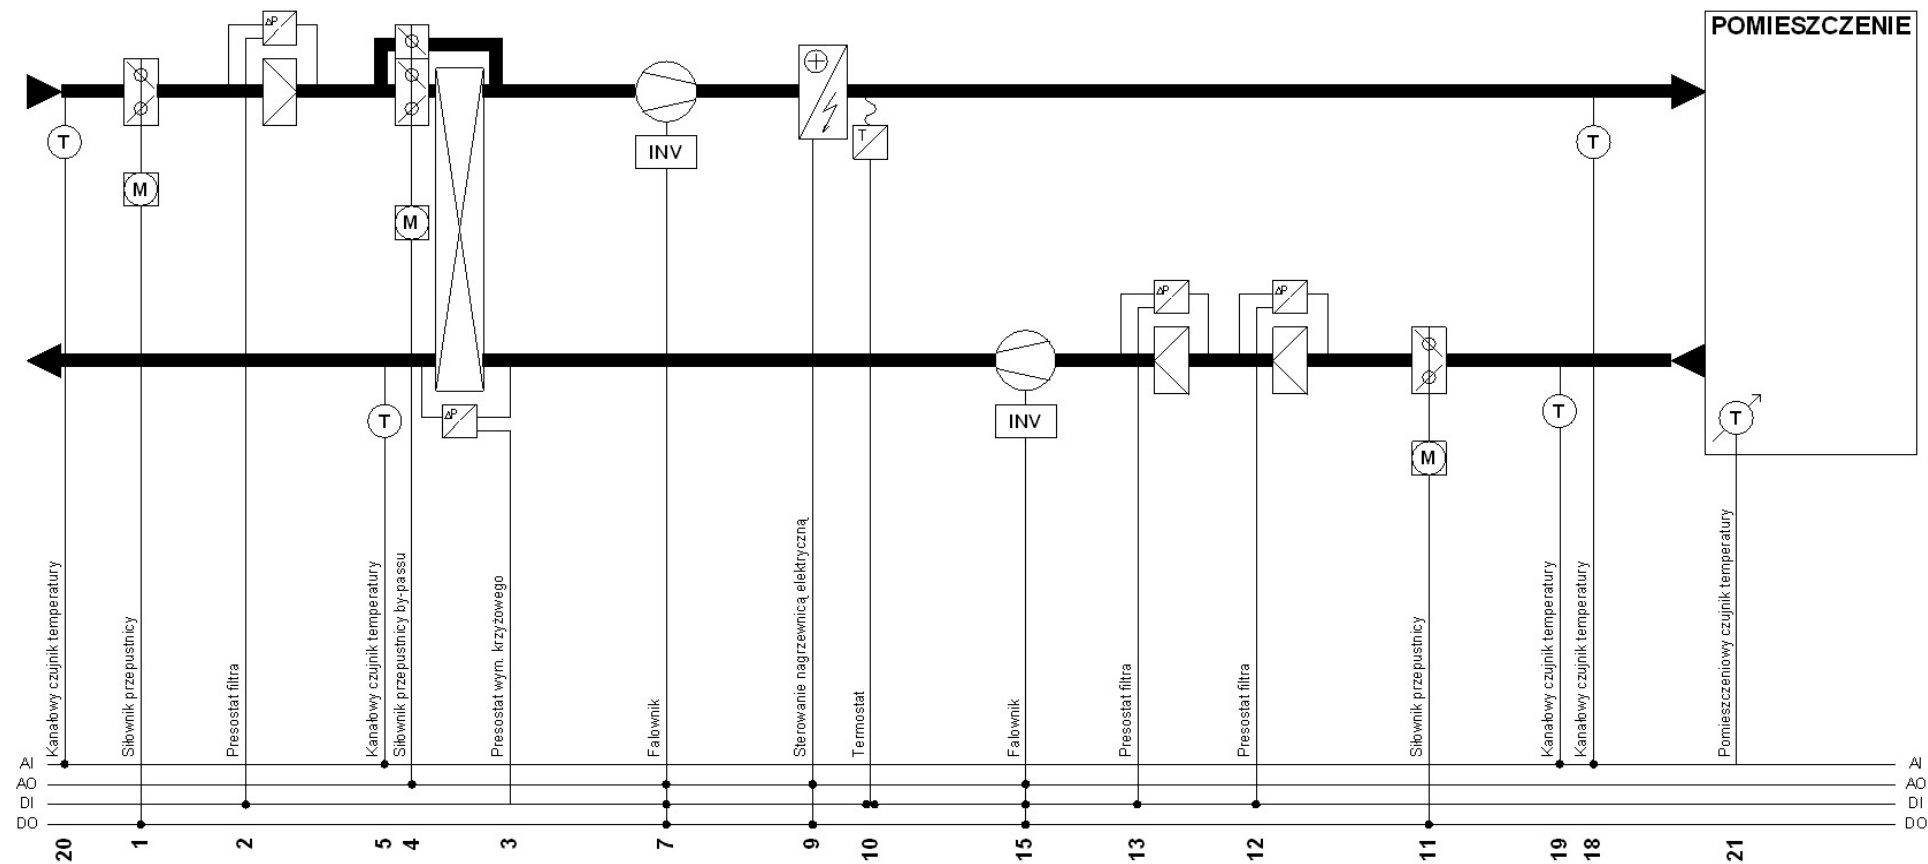 POMIESZCZENIE
ΔP
T
M
M
INV
T
T
ΔP
ΔP
T
ΔP
INV
M
T
T
Kanałowy czujnik temperatury
Siłownik przepustnicy
Presostat filtra
Kanałowy czujnik temperatury
Siłownik przepustnicy by-passu
Presostat wym. krzyżowego
Falownik
Sterowanie nagrzewnicą elektryczną
Termostat
Falownik
Presostat filtra
Presostat filtra
Siłownik przepustnicy
Kanałowy czujnik temperatury
Kanałowy czujnik temperatury
Pomieszczeniowy czujnik temperatury
AI AI
AO AO
DI DI
DO DO
20 1 2 5 4 3 7 9 10 15 13 12 11 19 18 21